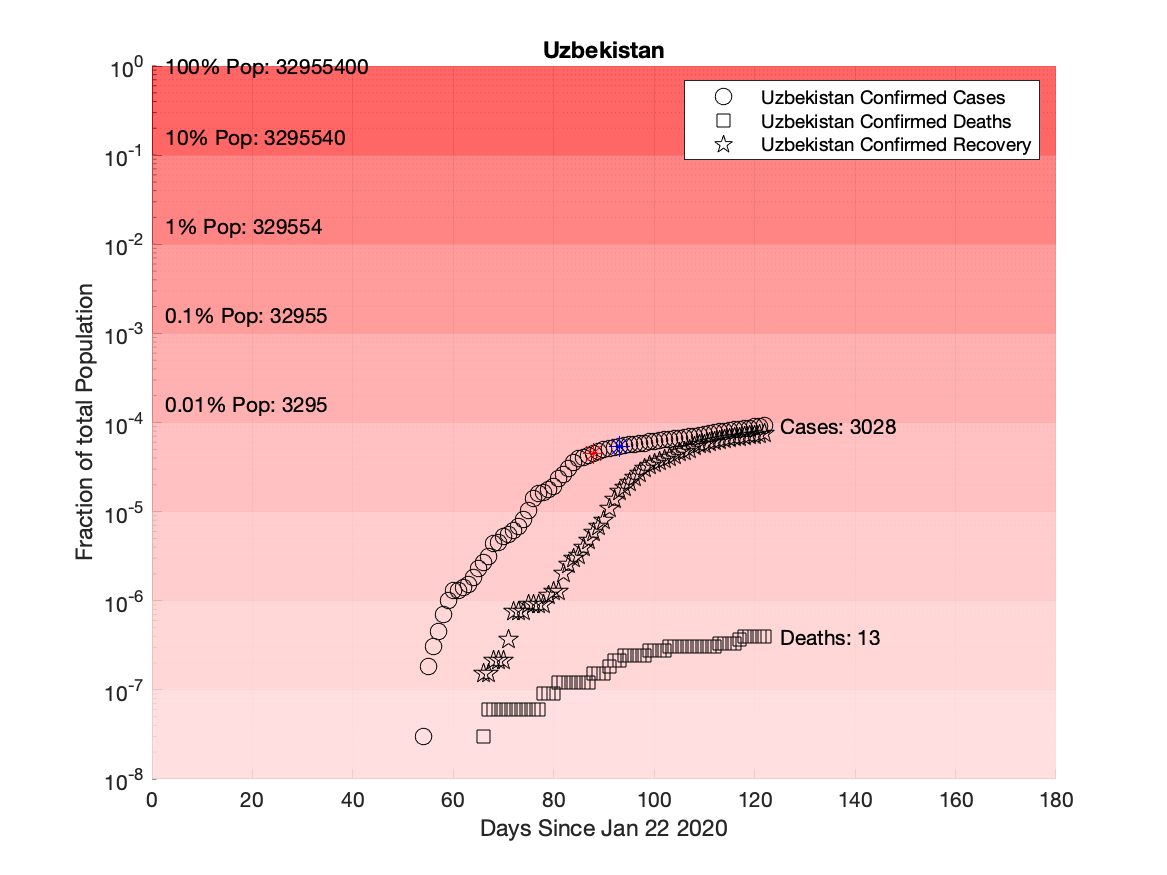 Uzbekistan
10^0
100% Pop: 32955400
Uzbekistan Confirmed Cases
Uzbekistan Confirmed Deaths
Uzbekistan Confirmed Recovery
10% Pop: 3295540
10^-1
1% Pop: 329554
10^-2
0.1% Pop: 32955
10^-3
0.01% Pop: 3295
10^-4
Cases: 3028
10^-5
10^-6
Deaths: 13
10^-7
10^-8
Fraction of total Population
0 20 40 60 80 100 120 140 160 180
Days Since Jan 22 2020